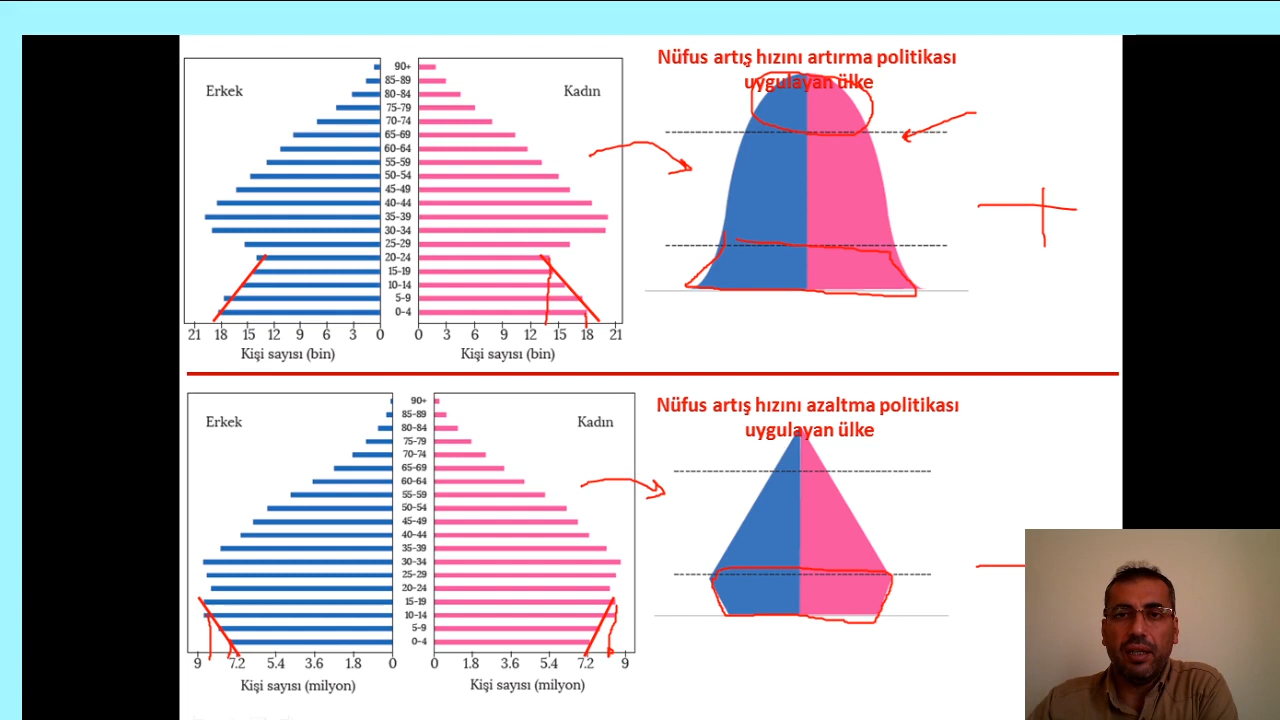 Nüfus artış hızını artırma politikası
uygulayan ülke
Erkek
Kadın
90+
85-89
80-84
75-79
70-74
65-69
60-64
55-59
50-54
45-49
40-44
35-39
30-34
25-29
20-24
15-19
10-14
5-9
0-4
21 18 15 12 9 6 3 0
0 3 6 9 12 15 18 21
Kişi sayısı (bin)
Kişi sayısı (bin)
Nüfus artış hızını azaltma politikası
uygulayan ülke
Erkek
Kadın
90+
85-89
80-84
75-79
70-74
65-69
60-64
55-59
50-54
45-49
40-44
35-39
30-34
25-29
20-24
15-19
10-14
5-9
0-4
9 7.2 5.4 3.6 1.8 0
0 1.8 3.6 5.4 7.2 9
Kişi sayısı (milyon)
Kişi sayısı (milyon)